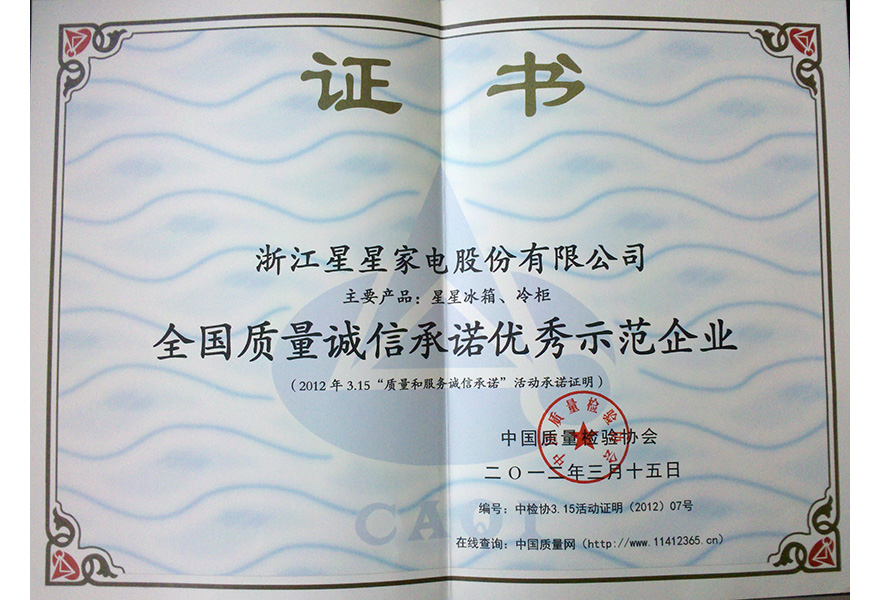 证书
浙江星星家电股份有限公司
主要产品：星星冰箱、冷柜
全国质量诚信承诺优秀示范企业
（2012年3.15“质量和服务诚信承诺”活动承诺证明）
中国质量检验协会
二〇一二年三月十五日
编号：中检协3.15活动证明（2012）07号
在线查询：中国质量网（http://www.11412365.cn）
CAQI